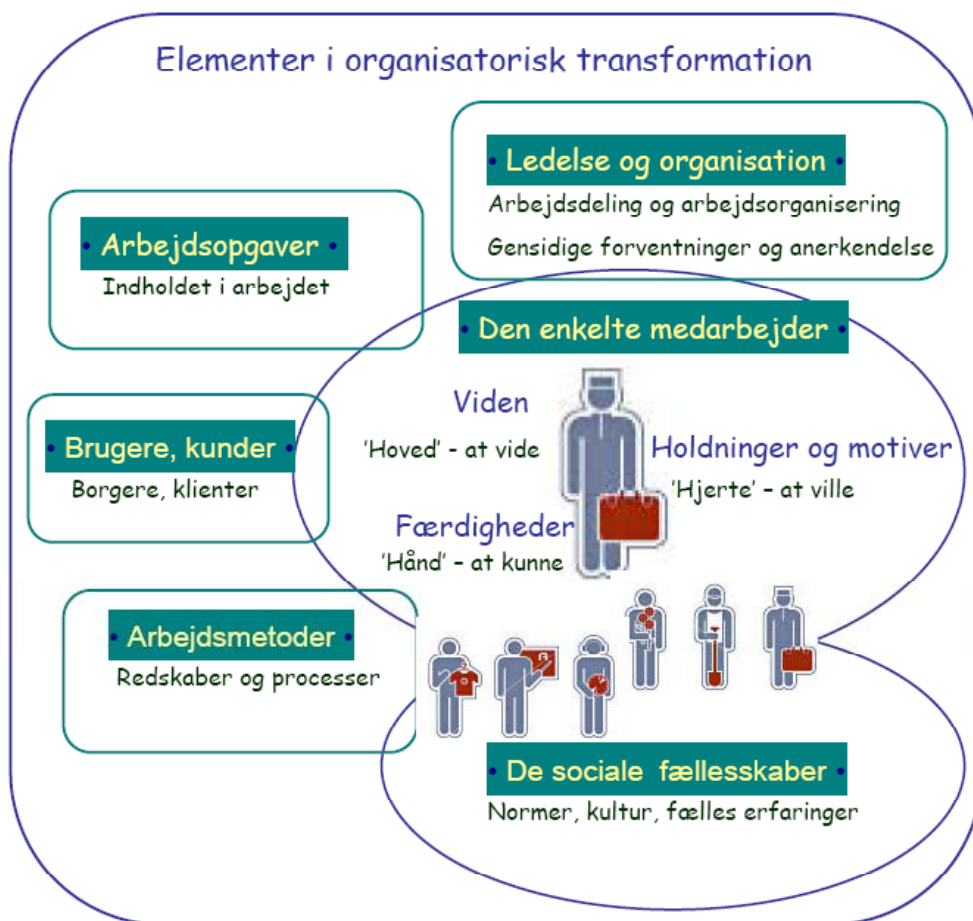 Elementer i organisatorisk transformation
• Ledelse og organisation •
Arbejdsdeling og arbejdsorganisering
Gensidige forventninger og anerkendelse
• Arbejdsopgaver •
Indholdet i arbejdet
• Den enkelte medarbejder •
Viden
'Hoved' - at vide
Holdninger og motiver
'Hjerte' – at ville
Færdigheder
'Hånd' – at kunne
• Brugere, kunder •
Borgere, klienter
• Arbejdsmetoder •
Redskaber og processer
• De sociale fællesskaber •
Normer, kultur, fælles erfaringer